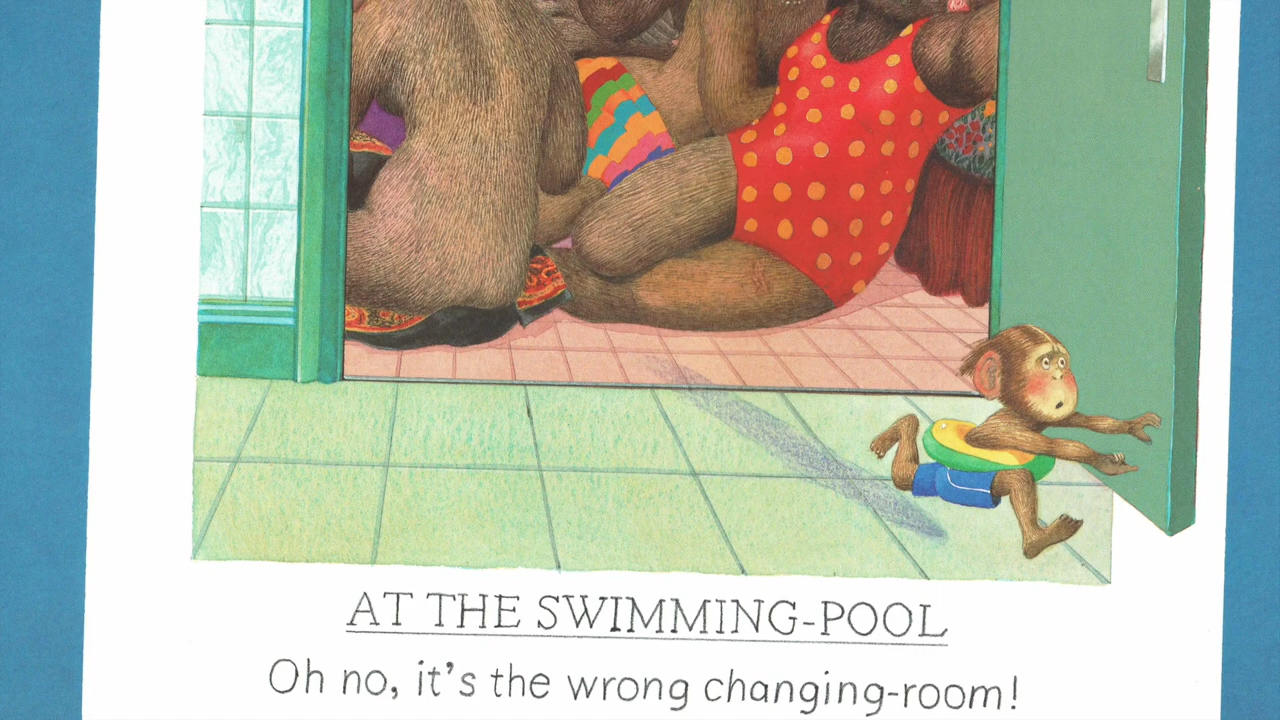 AT THE SWIMMING-POOL
Oh no, it's the wrong changing-room!